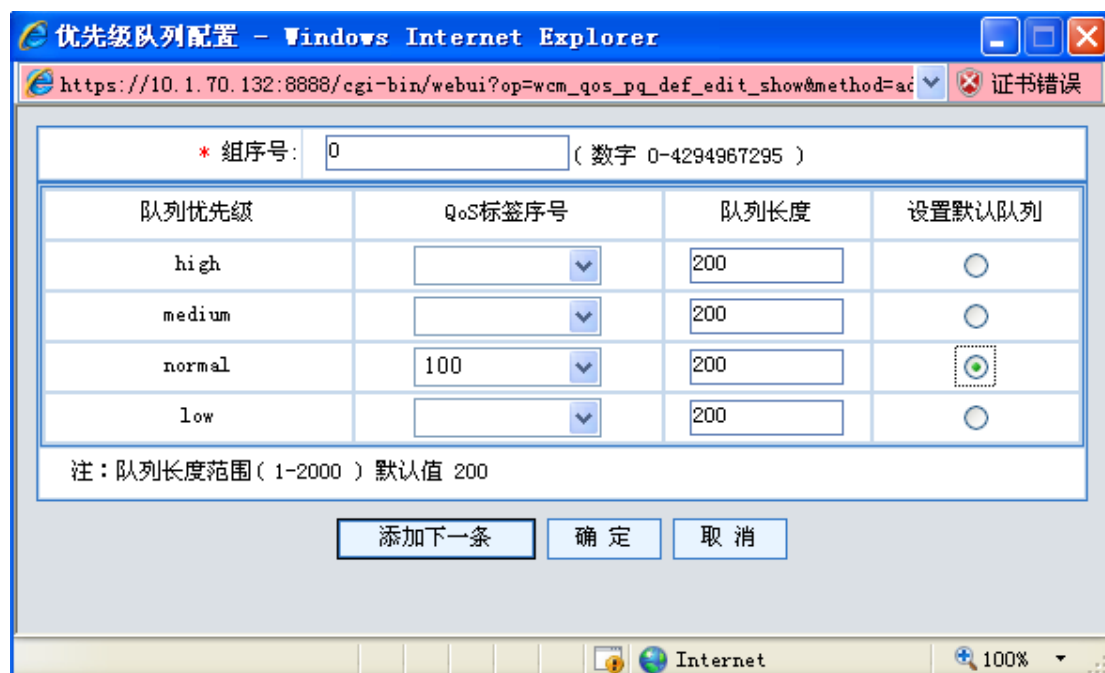 优先级队列配置 - Windows Internet Explorer
https://10.1.70.132:8888/cgi-bin/webui?op=wcm_qos_pq_def_edit_show&method=ad 证书错误
* 组序号: 0 ( 数字 0-4294967295 )
队列优先级 QoS标签序号 队列长度 设置默认队列
high 200
medium 200
normal 100 200
low 200
注：队列长度范围( 1-2000 ) 默认值 200
添加下一条 确 定 取 消
Internet 100%